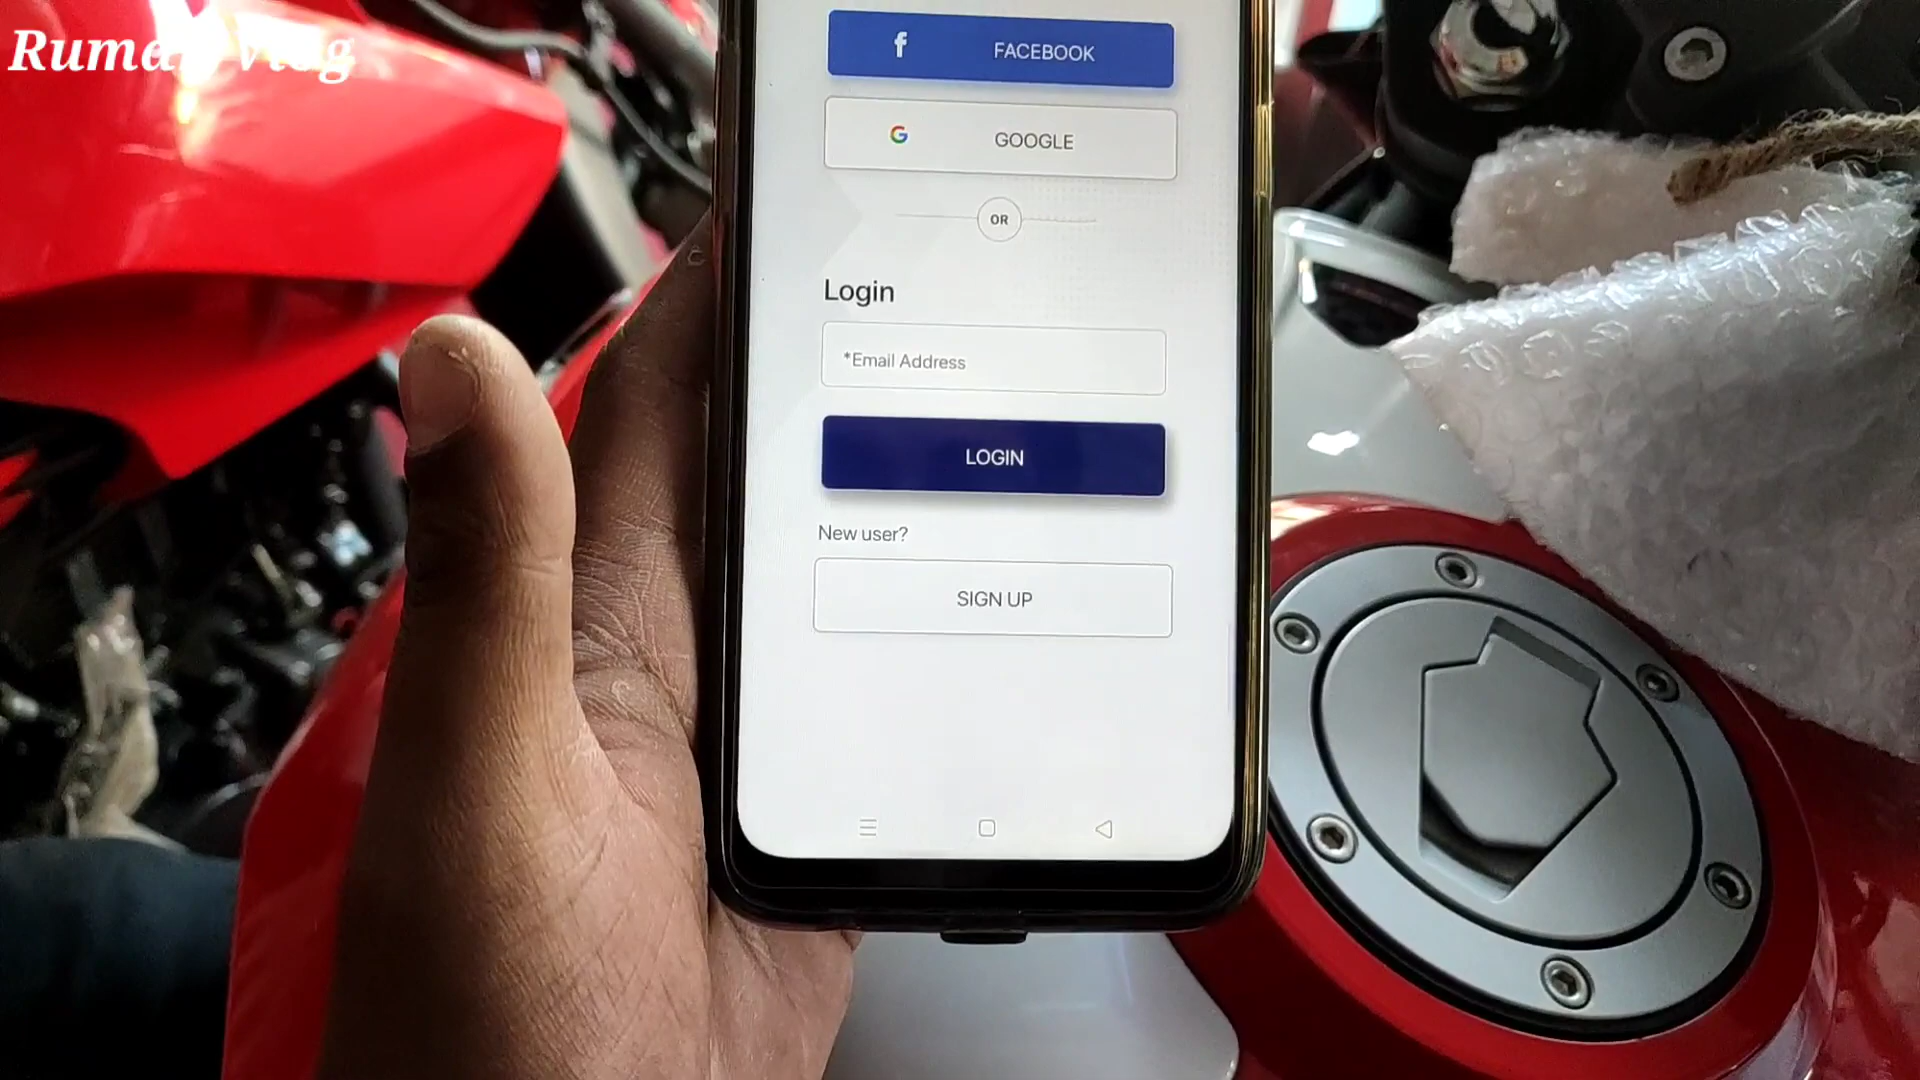 FACEBOOK
GOOGLE
OR
Login
*Email Address
LOGIN
New user?
SIGN UP